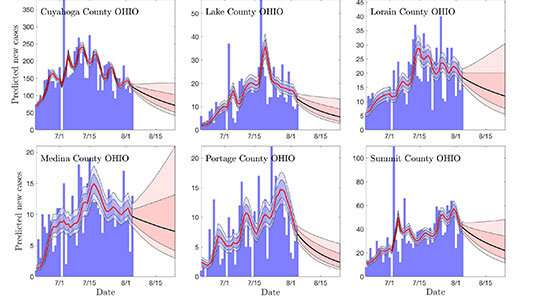 Cuyahoga County OHIO
Lake County OHIO
Lorain County OHIO
Predicted new cases
350
300
250
200
150
100
50
0
50
40
30
20
10
0
45
40
35
30
25
20
15
10
5
0
7/1 7/15 8/1 8/15
7/1 7/15 8/1 8/15
7/1 7/15 8/1 8/15
Medina County OHIO
Portage County OHIO
Summit County OHIO
Predicted new cases
20
15
10
5
0
20
15
10
5
0
100
80
60
40
20
0
7/1 7/15 8/1 8/15
7/1 7/15 8/1 8/15
7/1 7/15 8/1 8/15
Date
Date
Date